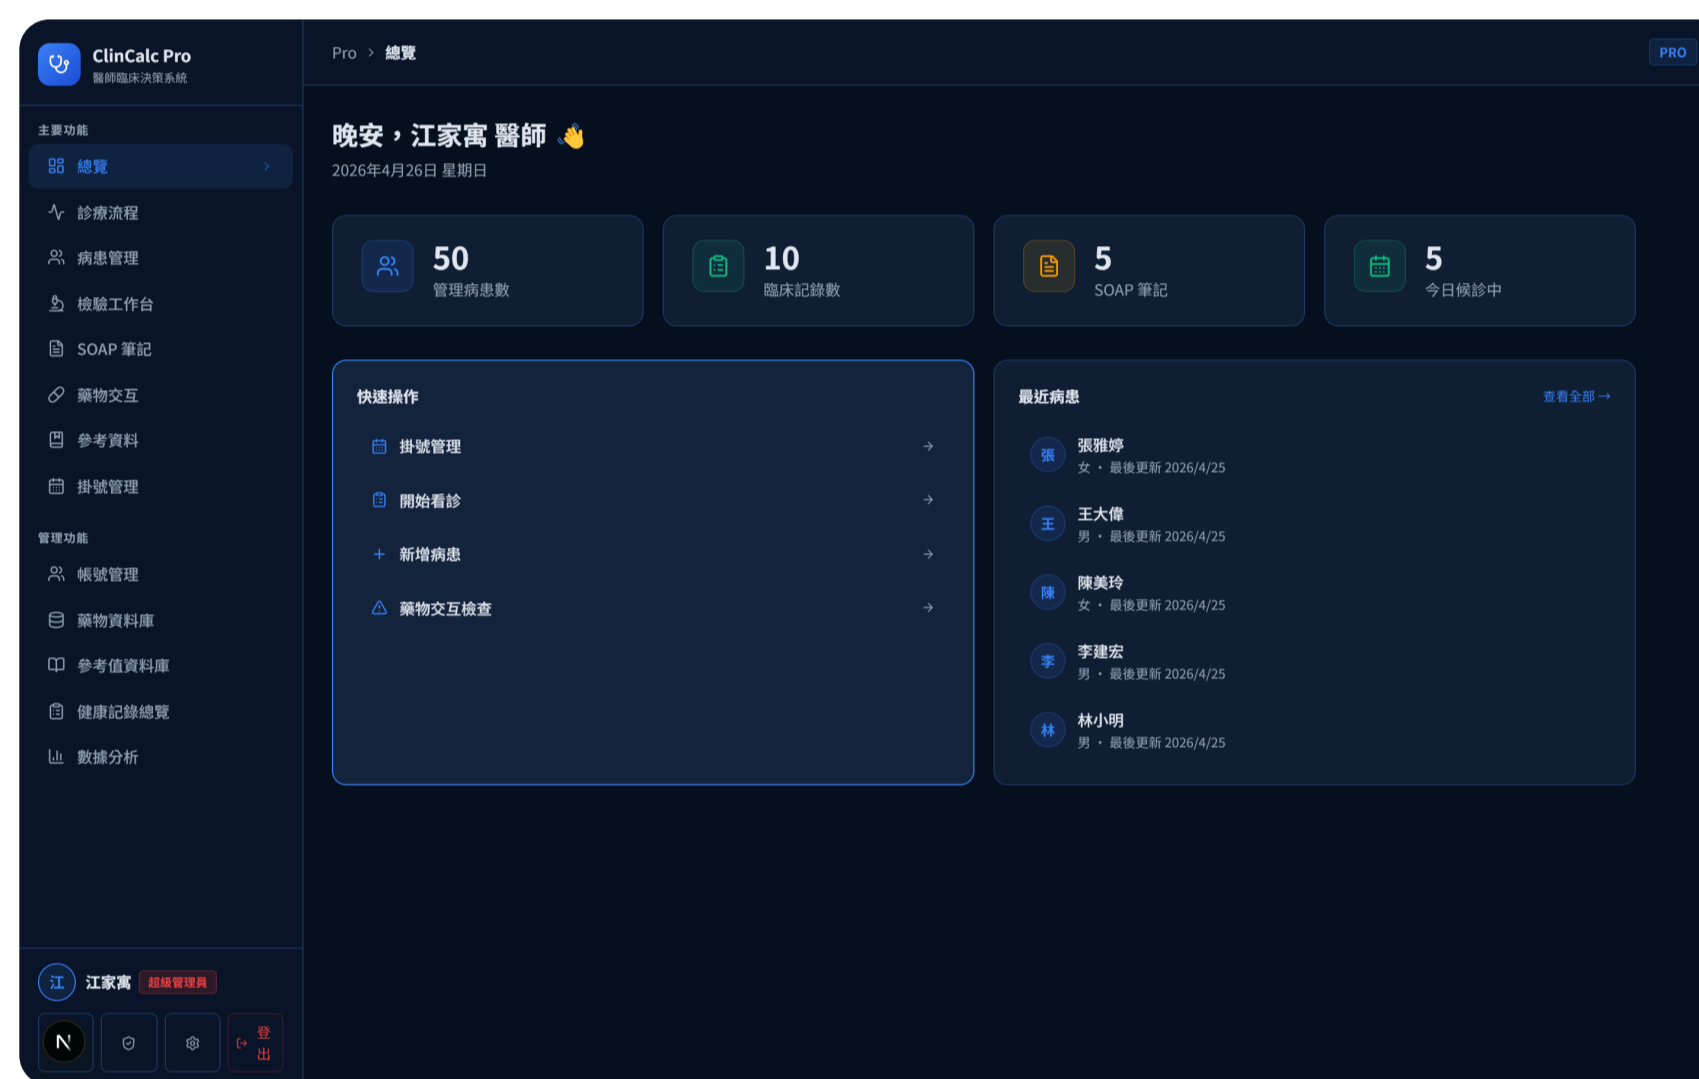 ClinCalc Pro
醫師臨床決策系統
主要功能
總覽
診療流程
病患管理
檢驗工作台
SOAP 筆記
藥物交互
參考資料
掛號管理
管理功能
帳號管理
藥物資料庫
參考值資料庫
健康記錄總覽
數據分析
江
江家寓
超級管理員
N
登出
Pro
總覽
PRO
晚安,江家寓 醫師 👋
2026年4月26日 星期日
50
管理病患數
10
臨床記錄數
5
SOAP 筆記
5
今日候診中
快速操作
掛號管理
開始看診
新增病患
藥物交互檢查
最近病患
查看全部 →
張
張雅婷
女 · 最後更新 2026/4/25
王
王大偉
男 · 最後更新 2026/4/25
陳
陳美玲
女 · 最後更新 2026/4/25
李
李建宏
男 · 最後更新 2026/4/25
林
林小明
男 · 最後更新 2026/4/25